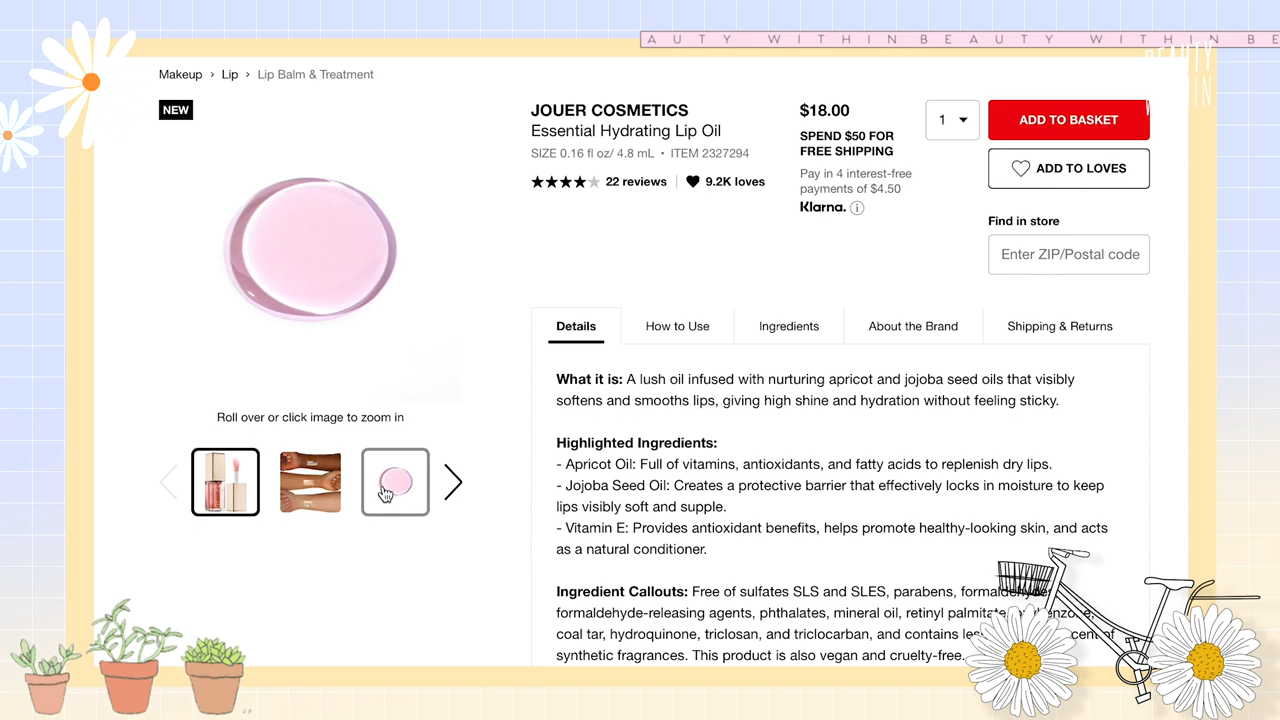 AUTY WITHINBEAUTY WITHIN BE
BEAUTY
Makeup › Lip › Lip Balm & Treatment
NEW
JOUER COSMETICS
Essential Hydrating Lip Oil
SIZE 0.16 fl oz/ 4.8 mL • ITEM 2327294
22 reviews
9.2K loves
$18.00
SPEND $50 FOR
FREE SHIPPING
Pay in 4 interest-free
payments of $4.50
Klarna.
1
ADD TO BASKET
ADD TO LOVES
Find in store
Enter ZIP/Postal code
Roll over or click image to zoom in
Details
How to Use
Ingredients
About the Brand
Shipping & Returns
What it is: A lush oil infused with nurturing apricot and jojoba seed oils that visibly
softens and smooths lips, giving high shine and hydration without feeling sticky.
Highlighted Ingredients:
- Apricot Oil: Full of vitamins, antioxidants, and fatty acids to replenish dry lips.
- Jojoba Seed Oil: Creates a protective barrier that effectively locks in moisture to keep
lips visibly soft and supple.
- Vitamin E: Provides antioxidant benefits, helps promote healthy-looking skin, and acts
as a natural conditioner.
Ingredient Callouts: Free of sulfates SLS and SLES, parabens, formaldehydes,
formaldehyde-releasing agents, phthalates, mineral oil, retinyl palmitate,
coal tar, hydroquinone, triclosan, and triclocarban, and contains of
synthetic fragrances. This product is also vegan and cruelty-free.